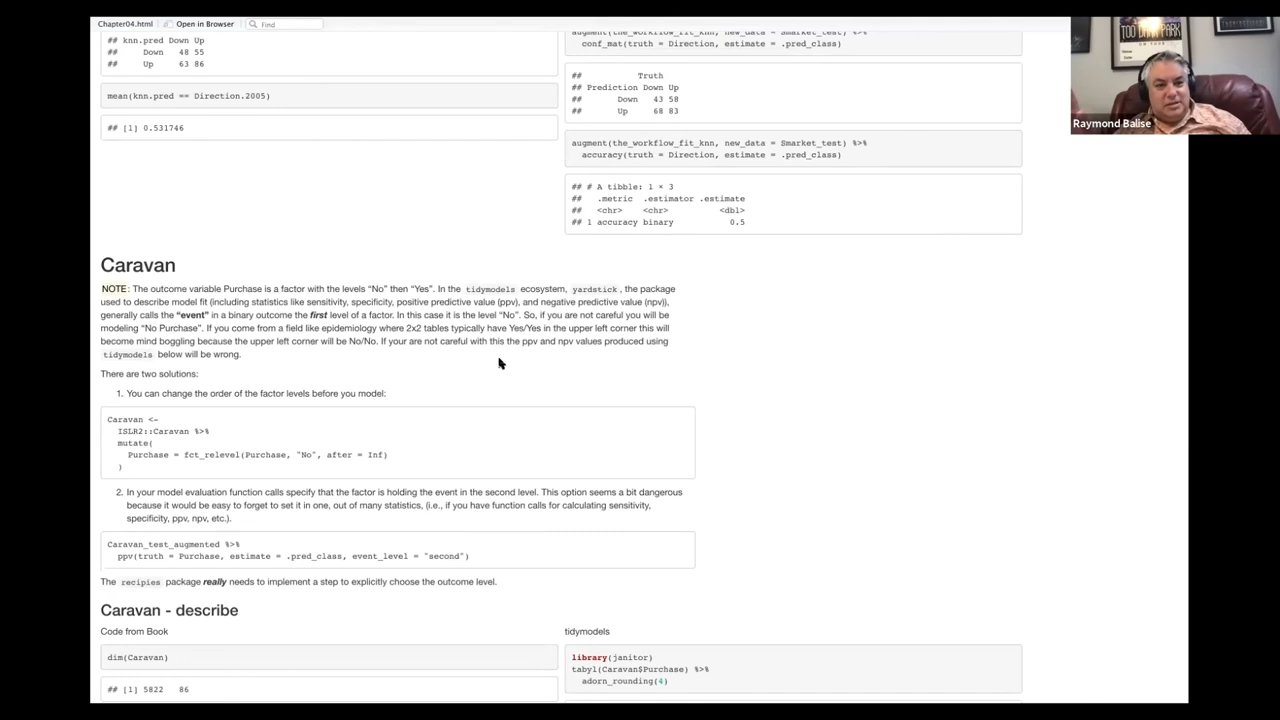 Chapter04.html
Open in Browser
Find
## knn.pred Down Up
##     Down   48 55
##     Up     63 86
mean(knn.pred == Direction.2005)
## [1] 0.531746
augment(the_workflow_fit_knn, new_data = Smarket_test) %>%
  conf_mat(truth = Direction, estimate = .pred_class)
##           Truth
## Prediction Down Up
##       Down   43 58
##       Up     68 83
augment(the_workflow_fit_knn, new_data = Smarket_test) %>%
  accuracy(truth = Direction, estimate = .pred_class)
## # A tibble: 1 × 3
##   .metric  .estimator .estimate
##   <chr>    <chr>          <dbl>
## 1 accuracy binary           0.5
TOO DARK PARK
Raymond Balise
Caravan
NOTE: The outcome variable Purchase is a factor with the levels “No” then “Yes”. In the tidymodels ecosystem, yardstick, the package
used to describe model fit (including statistics like sensitivity, specificity, positive predictive value (ppv), and negative predictive value (npv)),
generally calls the “event” in a binary outcome the first level of a factor. In this case it is the level “No”. So, if you are not careful you will be
modeling “No Purchase”. If you come from a field like epidemiology where 2x2 tables typically have Yes/Yes in the upper left corner this will
become mind boggling because the upper left corner will be No/No. If your are not careful with this the ppv and npv values produced using
tidymodels below will be wrong.
There are two solutions:
1. You can change the order of the factor levels before you model:
Caravan <-
  ISLR2::Caravan %>%
  mutate(
    Purchase = fct_relevel(Purchase, "No", after = Inf)
  )
2. In your model evaluation function calls specify that the factor is holding the event in the second level. This option seems a bit dangerous
because it would be easy to forget to set it in one, out of many statistics, (i.e., if you have function calls for calculating sensitivity,
specificity, ppv, npv, etc.).
Caravan_test_augmented %>%
  ppv(truth = Purchase, estimate = .pred_class, event_level = "second")
The recipies package really needs to implement a step to explicitly choose the outcome level.
Caravan - describe
Code from Book
dim(Caravan)
## [1] 5822   86
tidymodels
library(janitor)
tabyl(Caravan$Purchase) %>%
  adorn_rounding(4)